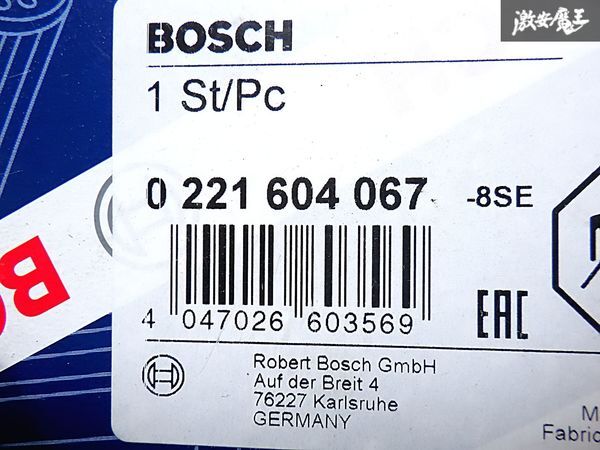 激安魔王
BOSCH
1 St/Pc
0 221 604 067 -8SE
4 047026 603569
EAC
Robert Bosch GmbH
Auf der Breit 4
76227 Karlsruhe
GERMANY
Fabric